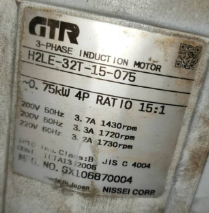 GTR
3-PHASE INDUCTION MOTOR
H2LE-32T-15-075
~0.75kW 4P RATIO 15:1
200V 50Hz 3.7A 1430rpm
200V 60Hz 3.3A 1720rpm
220V 60Hz 3.2A 1730rpm
JIS C 4004
MFG. NO. GX106B70004
NISSEI CORP.